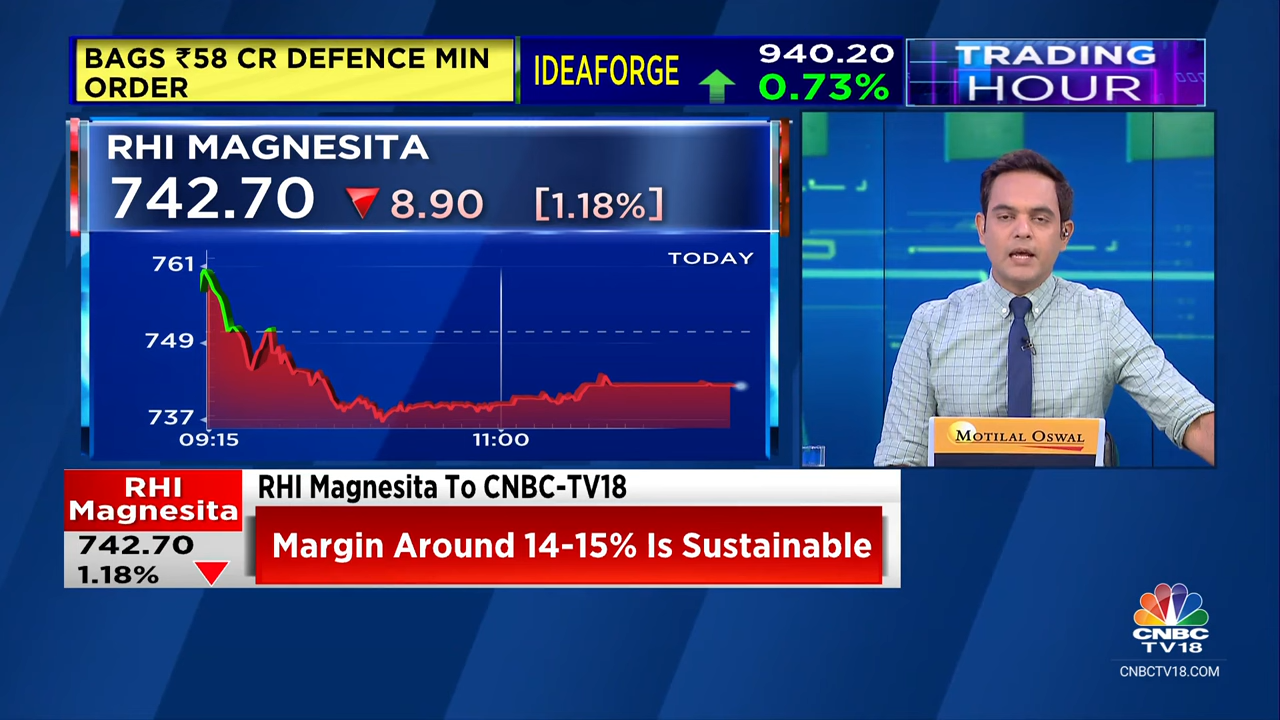 BAGS ₹58 CR DEFENCE MIN
ORDER
IDEAFORGE
940.20
0.73%
TRADING
HOUR
RHI MAGNESITA
742.70 8.90 [1.18%]
TODAY
761
749
737
09:15 11:00
MOTILAL OSWAL
RHI
Magnesita
742.70
1.18%
RHI Magnesita To CNBC-TV18
Margin Around 14-15% Is Sustainable
CNBC
TV18
CNBCTV18.COM